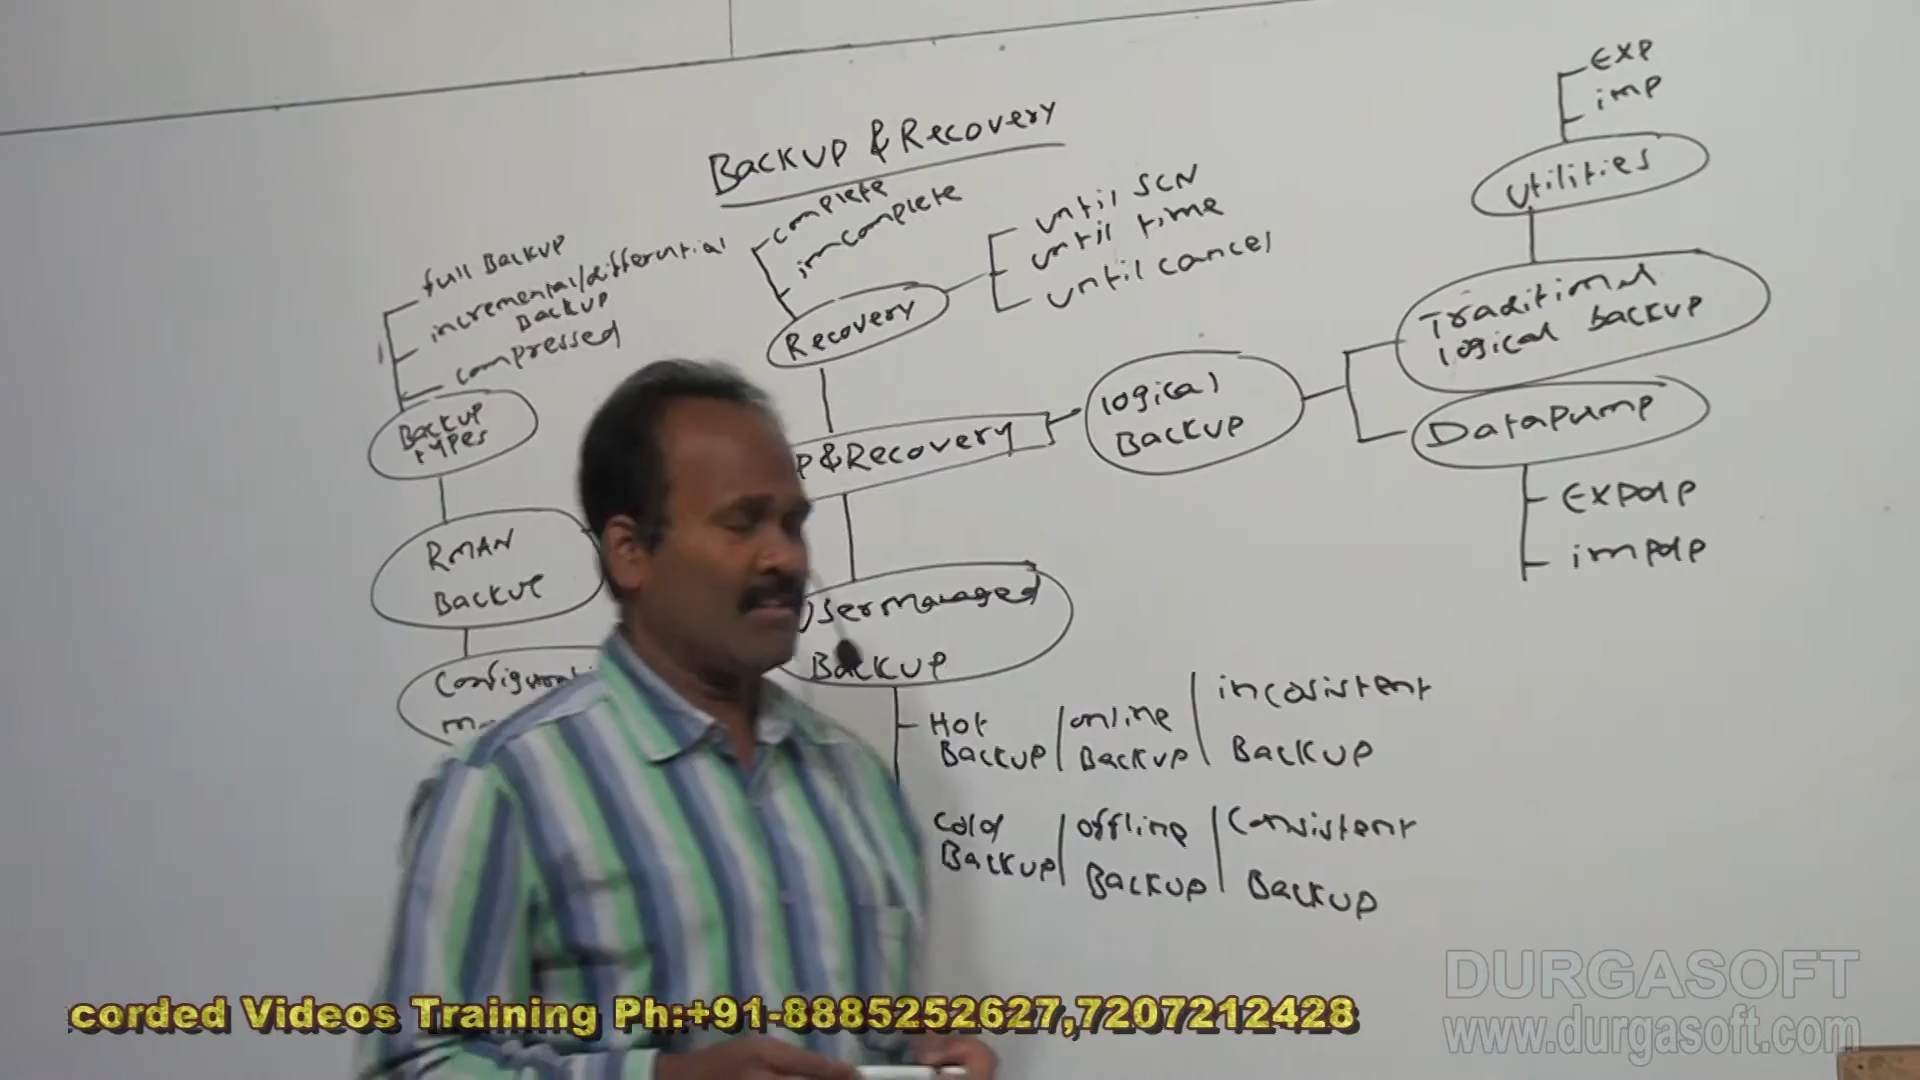 EXP
imp
Utilities
Backup & Recovery
complete
imcomplete
until SCN
until time
until cancel
Recovery
full Backup
incremental/differential
Backup
compressed
Backup
types
Traditional
logical Backup
logical
Backup
P & Recovery
Datapump
EXPdp
impdp
RMAN
Backup
UserManaged
Backup
Hot
Backup / online
Backup / incosistent
Backup
Cold
Backup / offline
Backup / Consistent
Backup
DURGASOFT
www.durgasoft.com
corded Videos Training Ph:+91-8885252627,7207212428